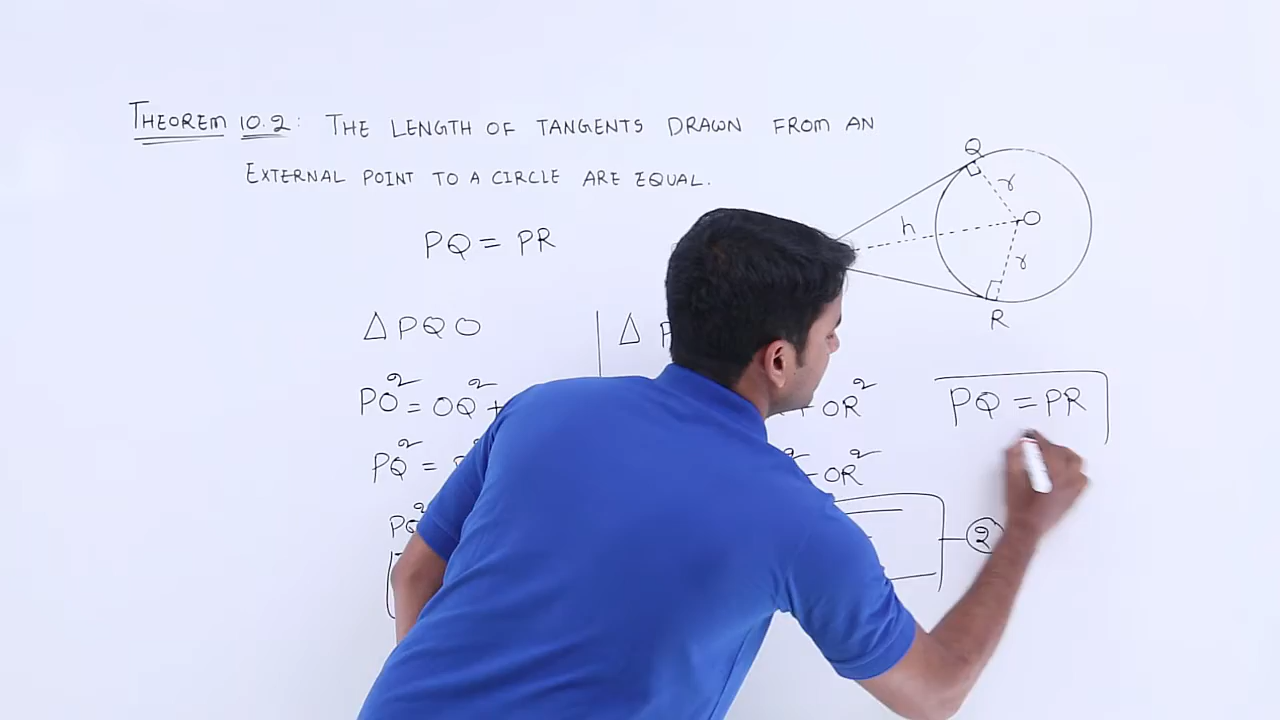 THEOREM 10.2: THE LENGTH OF TANGENTS DRAWN FROM AN
EXTERNAL POINT TO A CIRCLE ARE EQUAL.
PQ = PR
Q
r
h
O
r
R
Δ PQO
Δ P
PO² = OQ² +
+ OR²
PQ = PR
PQ² =
- OR²
PQ²
2